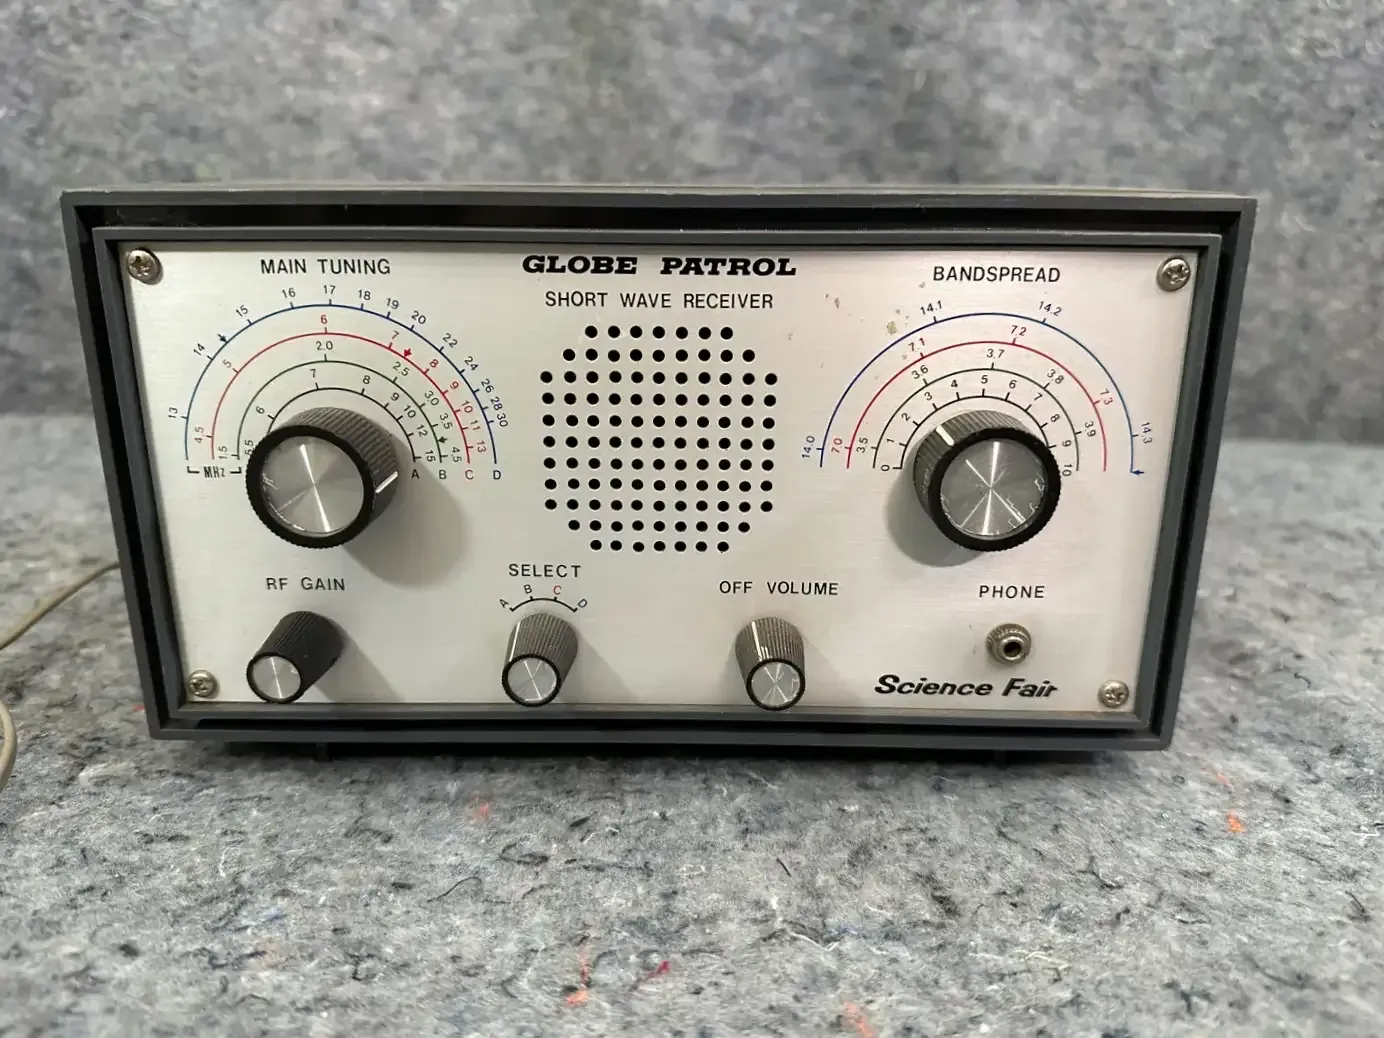 MAIN TUNING
GLOBE PATROL
BANDSPREAD
SHORT WAVE RECEIVER
13 14 15 16 17 18 19 20 22 24 26 28 30
4.5 5 6 7 8 9 10 11 13
1.5 2.0 2.5 3.0 3.5 4.5
5.5 6 7 8 9 10 12 15
MHz
A B C D
14.0 14.1 14.2 14.3
7.0 7.1 7.2 7.3
3.5 3.6 3.7 3.8 3.9
0 1 2 3 4 5 6 7 8 9 10
RF GAIN
SELECT
A B C D
OFF VOLUME
PHONE
Science Fair